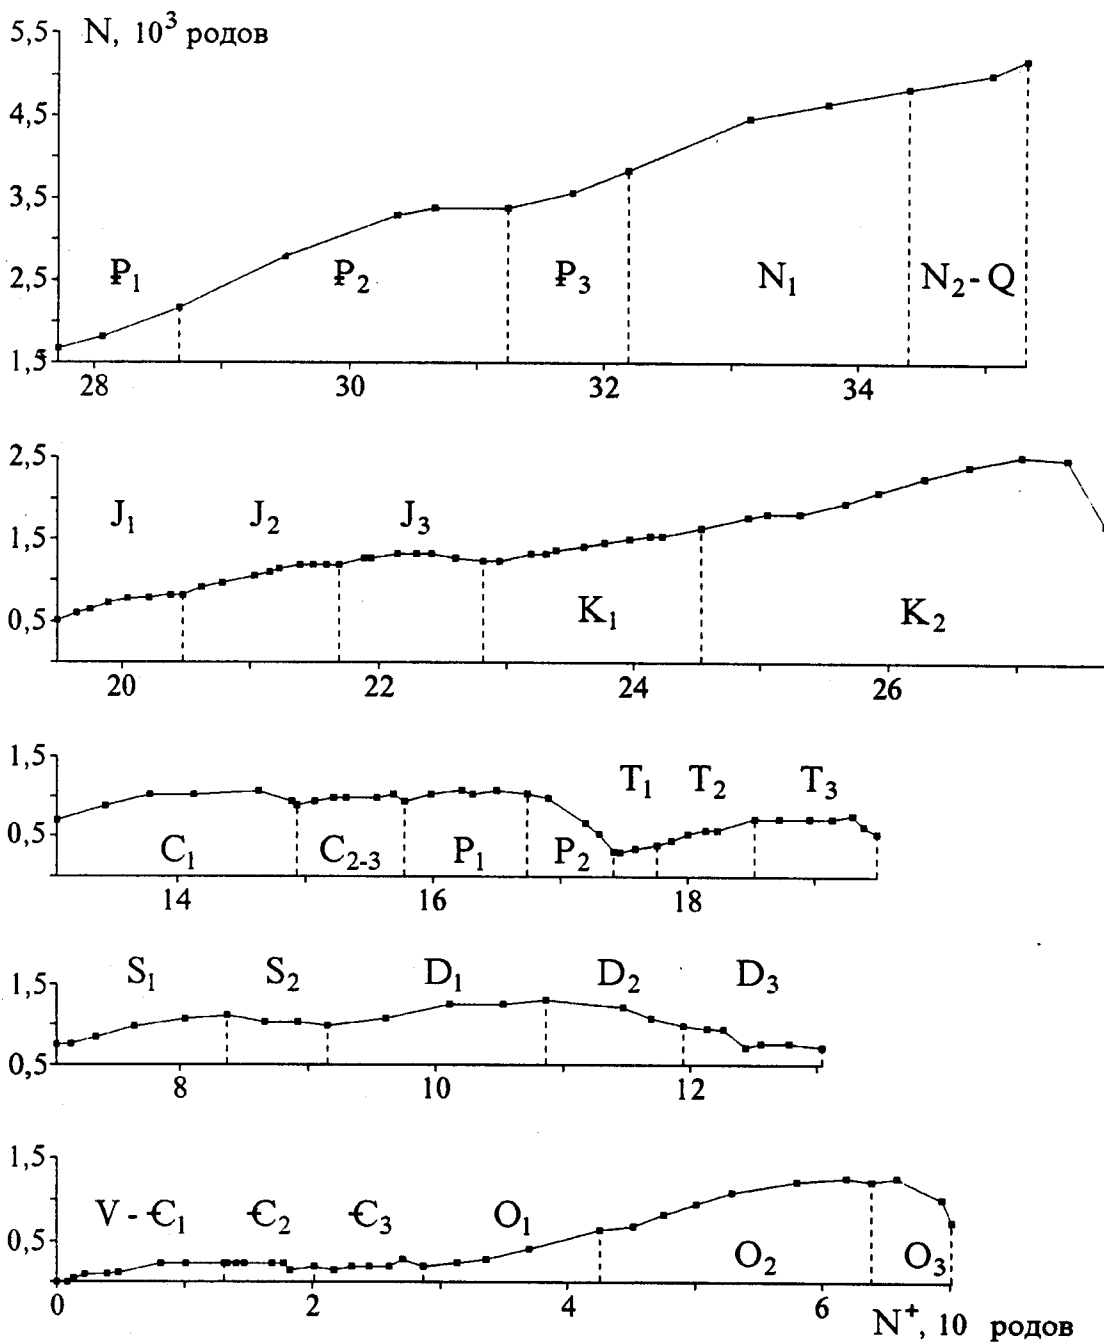 5,5 N, 10³ родов
4,5
3,5
2,5 Ꝑ₁ Ꝑ₂ Ꝑ₃ N₁ N₂-Q
1,5
28 30 32 34
2,5
1,5 J₁ J₂ J₃
0,5 K₁ K₂
20 22 24 26
1,5
T₁ T₂ T₃
0,5
C₁ C₂₋₃ P₁ P₂
14 16 18
1,5 S₁ S₂ D₁ D₂ D₃
0,5
8 10 12
1,5
V-Є₁ Є₂ Є₃ O₁
0,5 O₂ O₃
0 2 4 6
N⁺, 10 родов